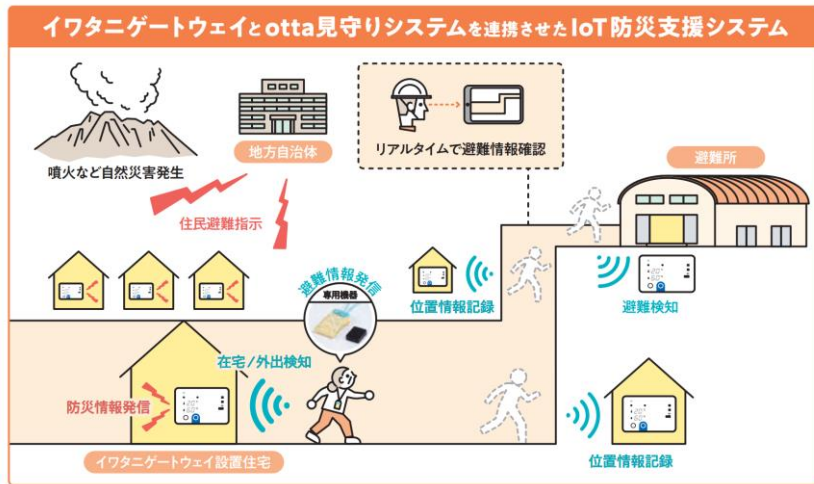 イワタニゲートウェイとotta見守りシステムを連携させたIoT防災支援システム
噴火など自然災害発生
地方自治体
住民避難指示
リアルタイムで避難情報確認
避難所
避難情報発信
専用機器
位置情報記録
避難検知
在宅/外出検知
防災情報発信
イワタニゲートウェイ設置住宅
位置情報記録